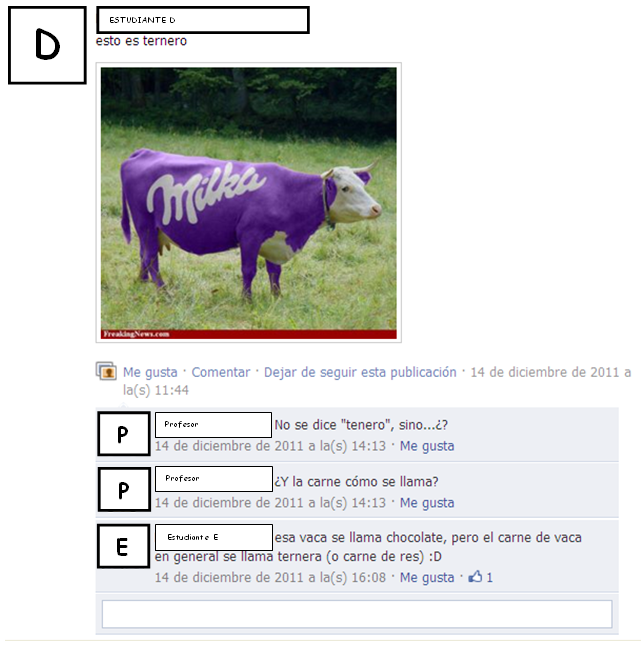 D
ESTUDIANTE D
esto es ternero
Milka
FreakingNews.com
Me gusta · Comentar · Dejar de seguir esta publicación · 14 de diciembre de 2011 a
la(s) 11:44
P
Profesor
No se dice "tenero", sino...¿?
14 de diciembre de 2011 a la(s) 14:13 · Me gusta
P
Profesor
¿Y la carne cómo se llama?
14 de diciembre de 2011 a la(s) 14:13 · Me gusta
E
Estudiante E
esa vaca se llama chocolate, pero el carne de vaca
en general se llama ternera (o carne de res) :D
14 de diciembre de 2011 a la(s) 16:08 · Me gusta · 1